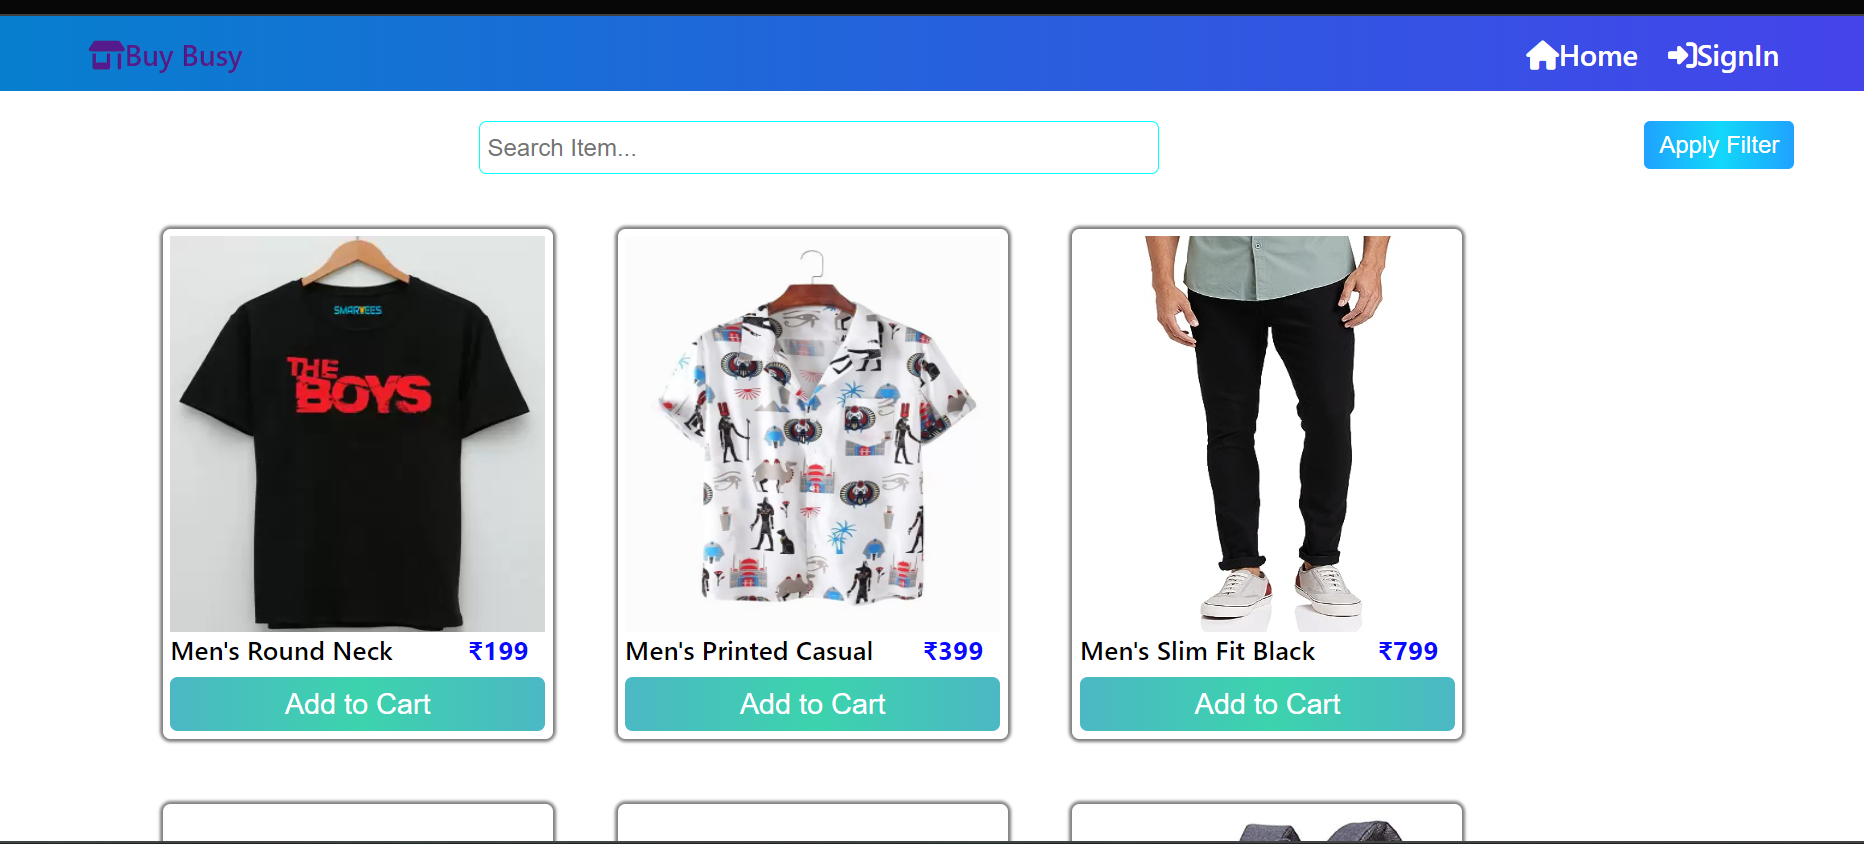 Buy Busy
Home
SignIn
Search Item...
Apply Filter
SMARTEES
THE
BOYS
Men's Round Neck
₹199
Men's Printed Casual
₹399
Men's Slim Fit Black
₹799
Add to Cart
Add to Cart
Add to Cart